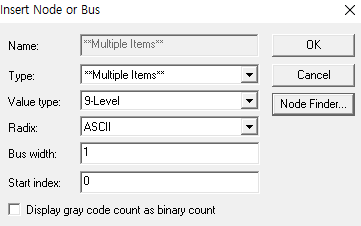 Insert Node or Bus
Name: **Multiple Items** OK
Type: **Multiple Items** Cancel
Value type: 9-Level Node Finder...
Radix: ASCII
Bus width: 1
Start index: 0
Display gray code count as binary count